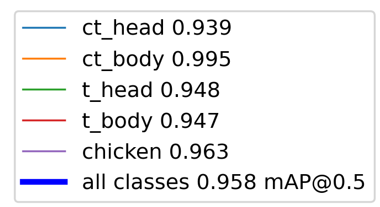 ct_head 0.939
ct_body 0.995
t_head 0.948
t_body 0.947
chicken 0.963
all classes 0.958 mAP@0.5